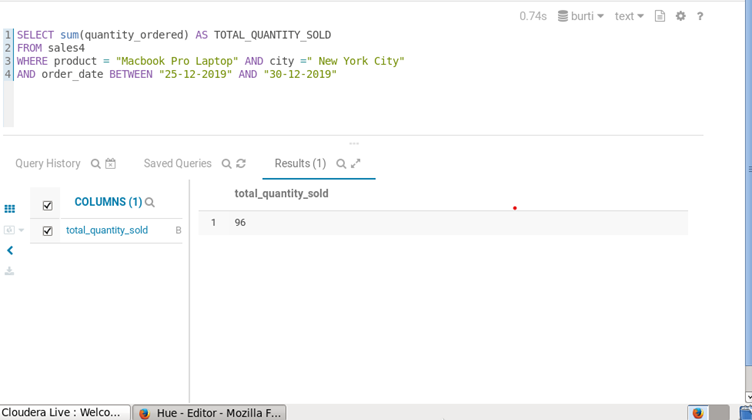 0.74s burti text ?
1 SELECT sum(quantity_ordered) AS TOTAL_QUANTITY_SOLD
2 FROM sales4
3 WHERE product = "Macbook Pro Laptop" AND city =" New York City"
4 AND order_date BETWEEN "25-12-2019" AND "30-12-2019"
Query History Saved Queries Results (1)
COLUMNS (1) total_quantity_sold
total_quantity_sold B 1 96
Cloudera Live : Welco... Hue - Editor - Mozilla F...